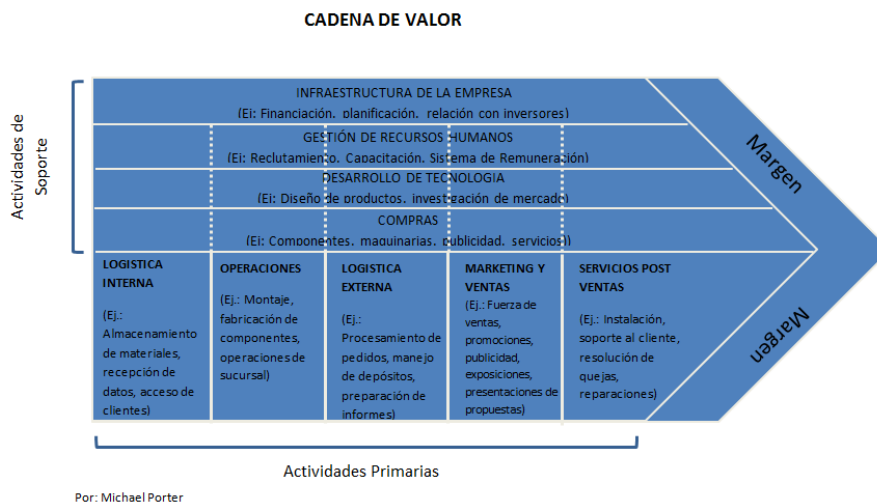 CADENA DE VALOR
Actividades de
Soporte
INFRAESTRUCTURA DE LA EMPRESA
(Ej: Financiación, planificación, relación con inversores)
GESTIÓN DE RECURSOS HUMANOS
(Ej: Reclutamiento, Capacitación, Sistema de Remuneración)
DESARROLLO DE TECNOLOGIA
(Ej: Diseño de productos, investigación de mercado)
COMPRAS
(Ej: Componentes, maquinarias, publicidad, servicios))
Margen
LOGISTICA
INTERNA
(Ej.:
Almacenamiento
de materiales,
recepción de
datos, acceso de
clientes)
OPERACIONES
(Ej.: Montaje,
fabricación de
componentes,
operaciones de
sucursal)
LOGISTICA
EXTERNA
(Ej.:
Procesamiento de
pedidos, manejo
de depósitos,
preparación de
informes)
MARKETING Y
VENTAS
(Ej.: Fuerza de
ventas,
promociones,
publicidad,
exposiciones,
presentaciones de
propuestas)
SERVICIOS POST
VENTAS
(Ej.: Instalación,
soporte al cliente,
resolución de
quejas,
reparaciones)
Margen
Actividades Primarias
Por: Michael Porter